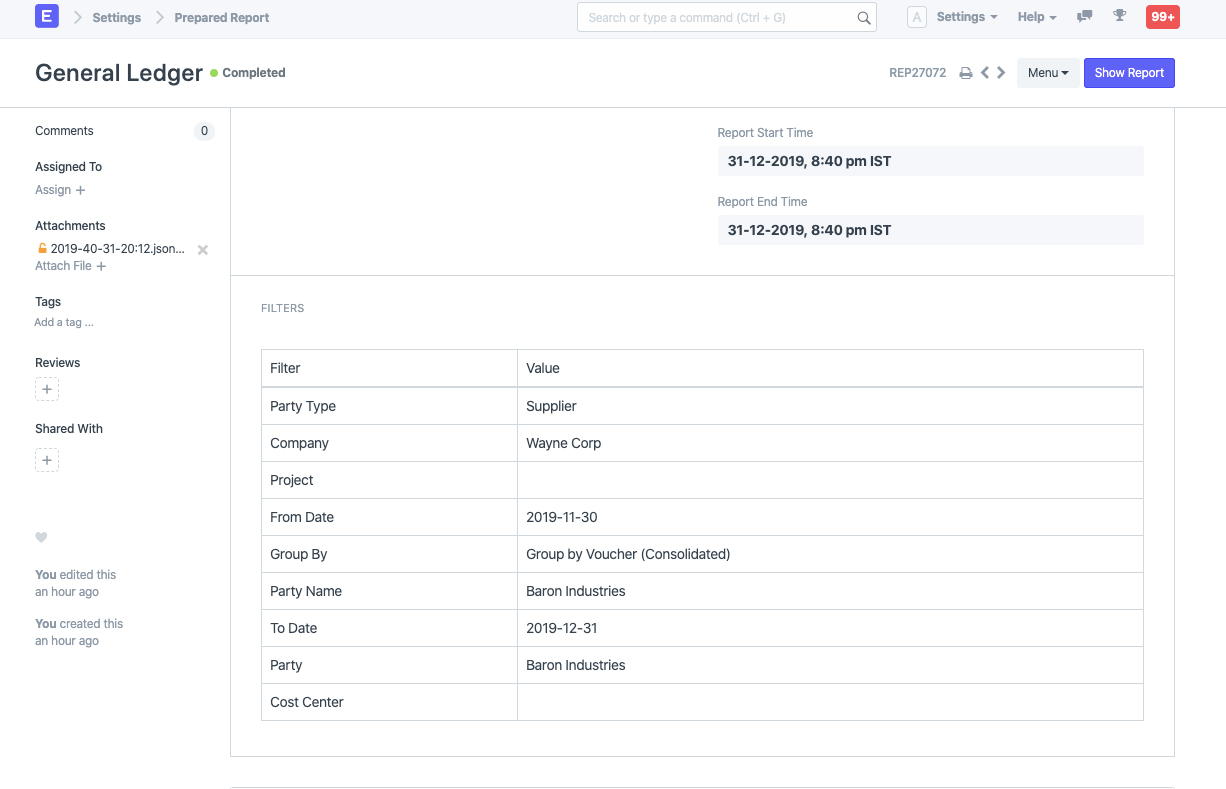 E Settings Prepared Report Search or type a command (Ctrl + G) A Settings Help 99+
General Ledger Completed REP27072 Menu Show Report
Comments 0
Assigned To
Assign +
Attachments
2019-40-31-20:12.json...
Attach File +
Tags
Add a tag ...
Reviews
+
Shared With
+
You edited this
an hour ago
You created this
an hour ago
Report Start Time
31-12-2019, 8:40 pm IST
Report End Time
31-12-2019, 8:40 pm IST
FILTERS
Filter Value
Party Type Supplier
Company Wayne Corp
Project
From Date 2019-11-30
Group By Group by Voucher (Consolidated)
Party Name Baron Industries
To Date 2019-12-31
Party Baron Industries
Cost Center